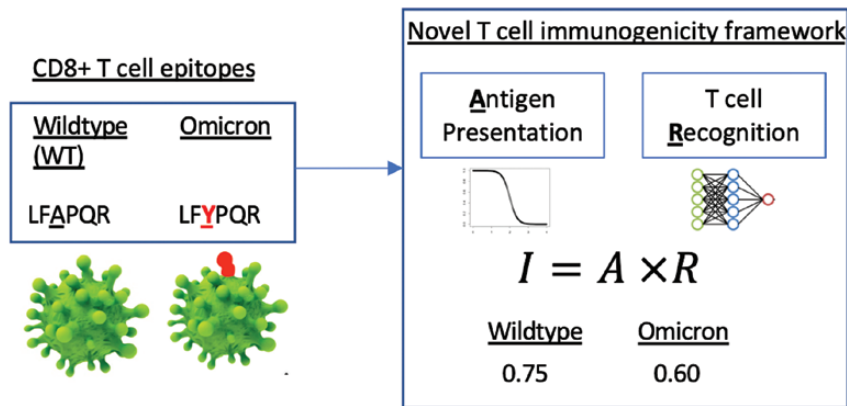 CD8+ T cell epitopes
Wildtype
(WT)
Omicron
LFAPQR
LFYPQR
Novel T cell immunogenicity framework
Antigen
Presentation
T cell
Recognition
I = A × R
Wildtype
Omicron
0.75
0.60